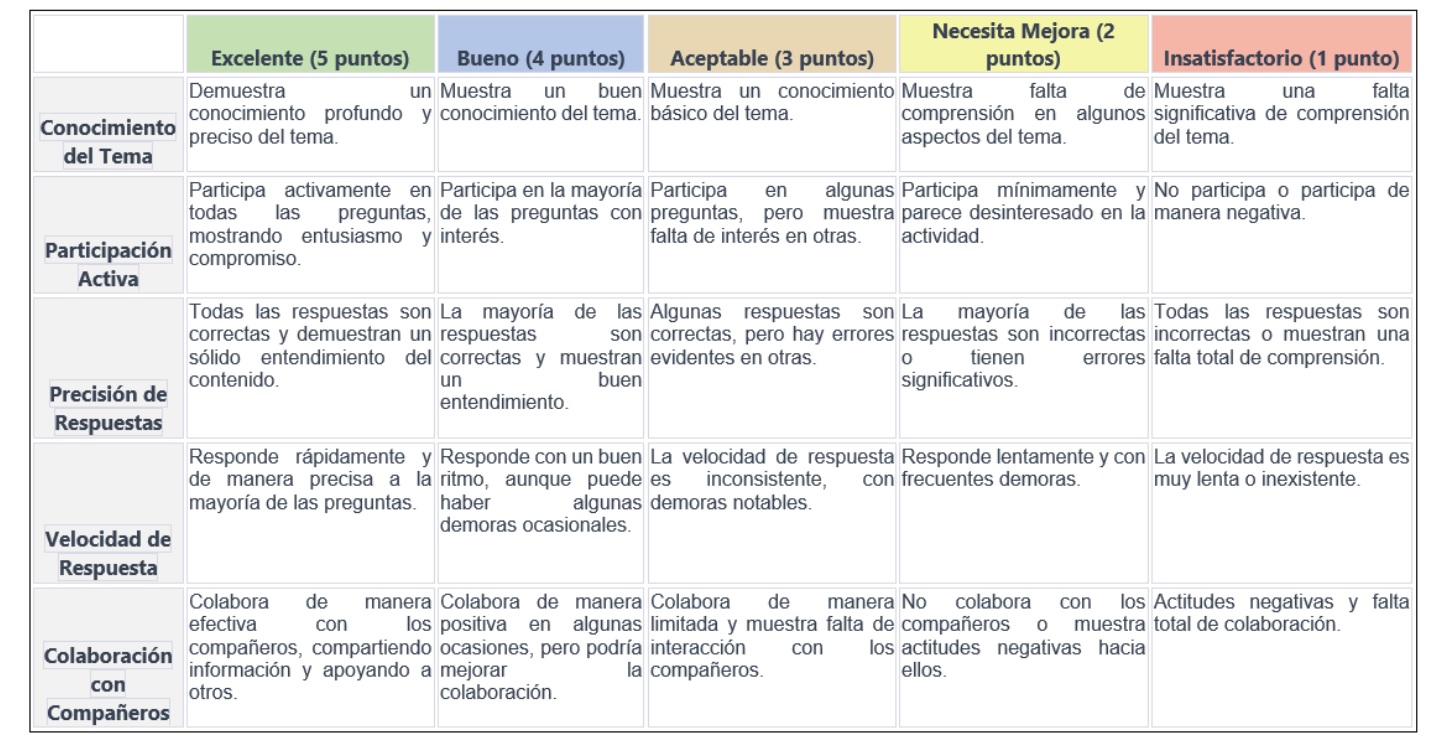 Excelente (5 puntos)
Bueno (4 puntos)
Aceptable (3 puntos)
Necesita Mejora (2
puntos)
Insatisfactorio (1 punto)
Conocimiento
del Tema
Demuestra un
conocimiento profundo y
preciso del tema.
Muestra un buen
conocimiento del tema.
Muestra un conocimiento
básico del tema.
Muestra falta de
comprensión en algunos
aspectos del tema.
Muestra una falta
significativa de comprensión
del tema.
Participación
Activa
Participa activamente en
todas las preguntas,
mostrando entusiasmo y
compromiso.
Participa en la mayoría
de las preguntas con
interés.
Participa en algunas
preguntas, pero muestra
falta de interés en otras.
Participa mínimamente y
parece desinteresado en la
actividad.
No participa o participa de
manera negativa.
Precisión de
Respuestas
Todas las respuestas son
correctas y demuestran un
sólido entendimiento del
contenido.
La mayoría de las
respuestas son
correctas y muestran
un buen
entendimiento.
Algunas respuestas son
correctas, pero hay errores
evidentes en otras.
La mayoría de las
respuestas son incorrectas
o tienen errores
significativos.
Todas las respuestas son
incorrectas o muestran una
falta total de comprensión.
Velocidad de
Respuesta
Responde rápidamente y
de manera precisa a la
mayoría de las preguntas.
Responde con un buen
ritmo, aunque puede
haber algunas
demoras ocasionales.
La velocidad de respuesta
es inconsistente, con
demoras notables.
Responde lentamente y con
frecuentes demoras.
La velocidad de respuesta es
muy lenta o inexistente.
Colaboración
con
Compañeros
Colabora de manera
efectiva con los
compañeros, compartiendo
información y apoyando a
otros.
Colabora de manera
positiva en algunas
ocasiones, pero podría
mejorar la
colaboración.
Colabora de manera
limitada y muestra falta de
interacción con los
compañeros.
No colabora con los
compañeros o muestra
actitudes negativas hacia
ellos.
Actitudes negativas y falta
total de colaboración.